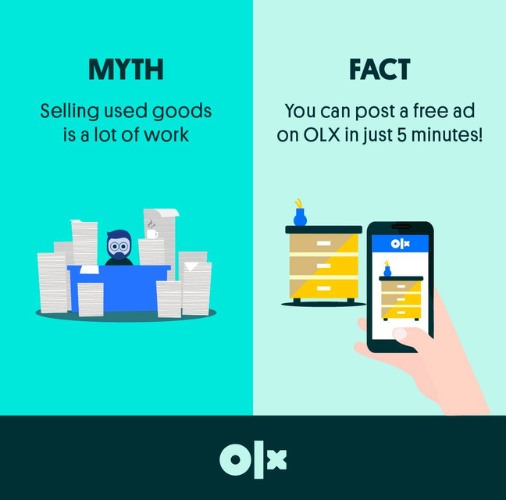 MYTH
Selling used goods
is a lot of work
FACT
You can post a free ad
on OLX in just 5 minutes!
olx
olx